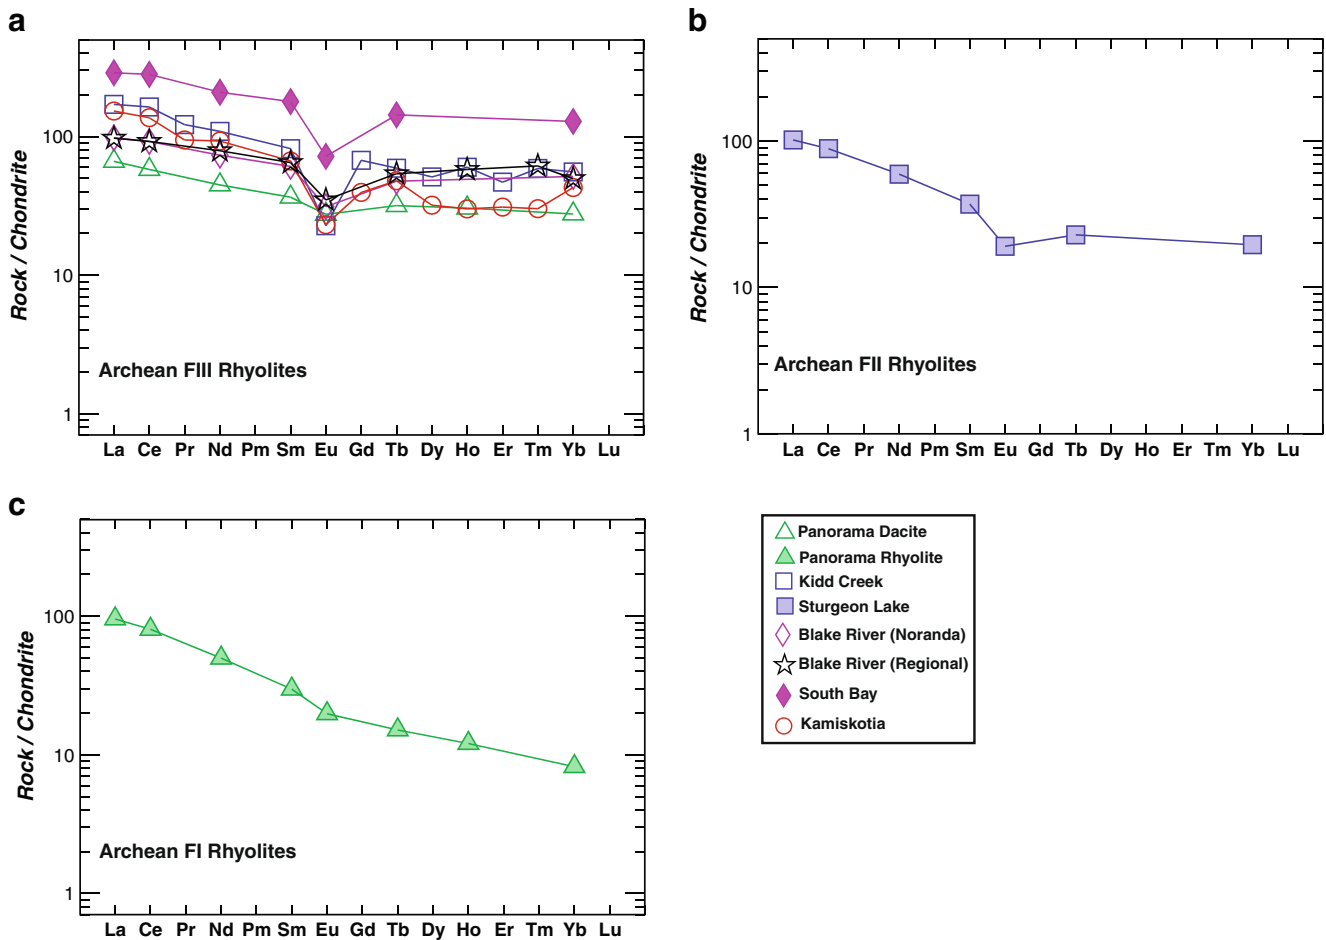 a
Rock / Chondrite
100
10
1
Archean FIII Rhyolites
La Ce Pr Nd Pm Sm Eu Gd Tb Dy Ho Er Tm Yb Lu
b
Rock / Chondrite
100
10
1
Archean FII Rhyolites
La Ce Pr Nd Pm Sm Eu Gd Tb Dy Ho Er Tm Yb Lu
c
Rock / Chondrite
100
10
1
Archean FI Rhyolites
La Ce Pr Nd Pm Sm Eu Gd Tb Dy Ho Er Tm Yb Lu
Panorama Dacite
Panorama Rhyolite
Kidd Creek
Sturgeon Lake
Blake River (Noranda)
Blake River (Regional)
South Bay
Kamiskotia